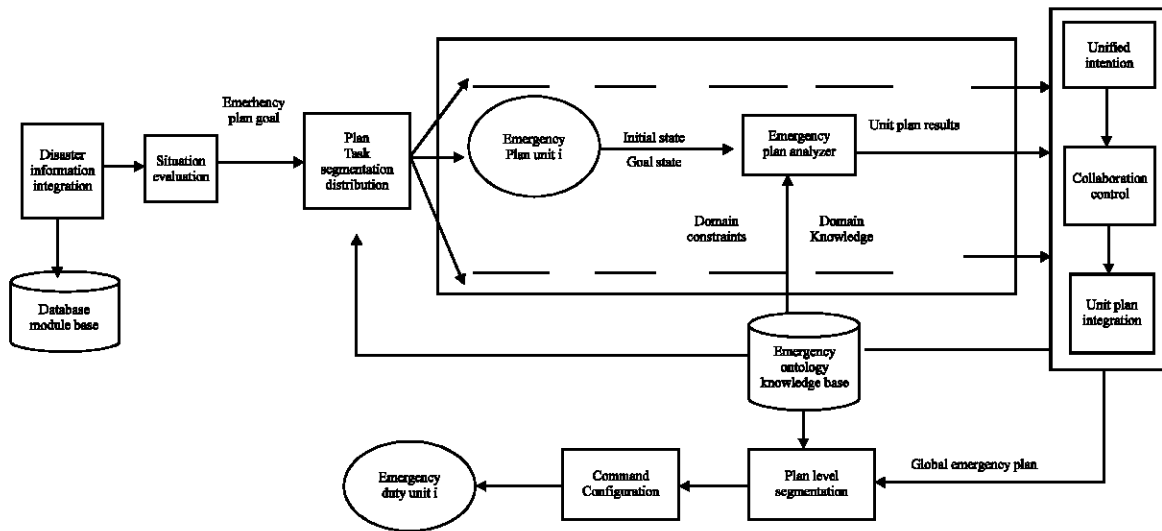 Unified
intention
Emerhency
plan goal
Plan
Task
segmentation
distribution
Emergency
Plan unit i
Initial state
Goal state
Emergency
plan analyzer
Unit plan results
Disaster
information
integration
Situation
evaluation
Collaboration
control
Domain
constraints
Domain
Knowledge
Database
module base
Unit plan
integration
Emergency
ontology
knowledge base
Emergency
duty unit i
Command
Configuration
Plan level
segmentation
Global emergency plan